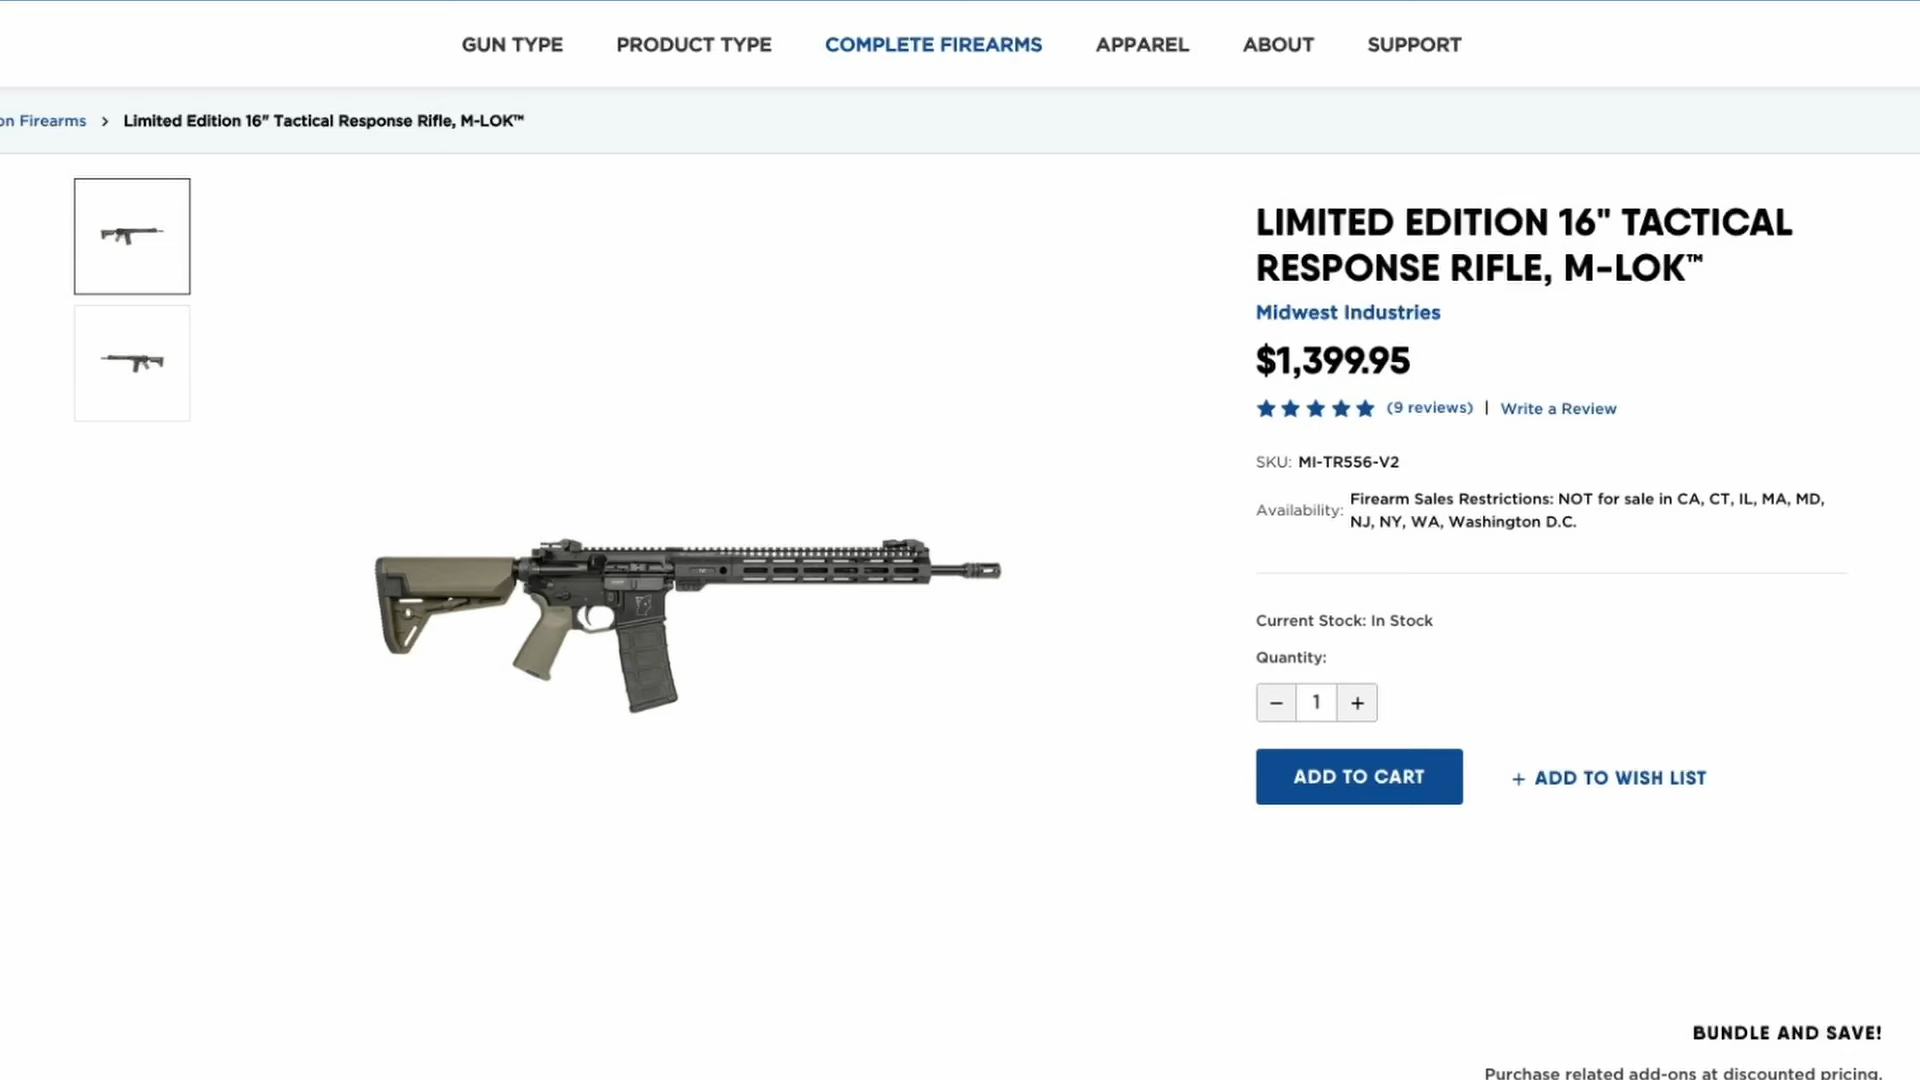 GUN TYPE PRODUCT TYPE COMPLETE FIREARMS APPAREL ABOUT SUPPORT
on Firearms > Limited Edition 16" Tactical Response Rifle, M-LOK™
LIMITED EDITION 16" TACTICAL
RESPONSE RIFLE, M-LOK™
Midwest Industries
$1,399.95
(9 reviews) | Write a Review
SKU: MI-TR556-V2
Availability: Firearm Sales Restrictions: NOT for sale in CA, CT, IL, MA, MD,
NJ, NY, WA, Washington D.C.
Current Stock: In Stock
Quantity:
− 1 +
ADD TO CART + ADD TO WISH LIST
BUNDLE AND SAVE!
Purchase related add-ons at discounted pricing.